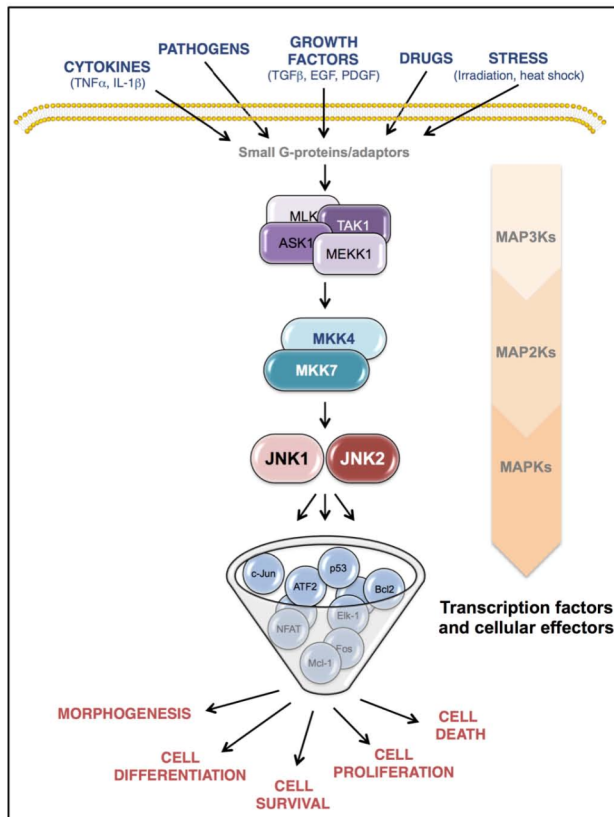 CYTOKINES
(TNFα, IL-1β)
PATHOGENS
GROWTH
FACTORS
(TGFβ, EGF, PDGF)
DRUGS
STRESS
(Irradiation, heat shock)
Small G-proteins/adaptors
MLK
TAK1
ASK1
MEKK1
MAP3Ks
MKK4
MKK7
MAP2Ks
JNK1
JNK2
MAPKs
c-Jun
ATF2
p53
Bcl2
NFAT
Elk-1
Mcl-1
Fos
Transcription factors
and cellular effectors
MORPHOGENESIS
CELL
DIFFERENTIATION
CELL
SURVIVAL
CELL
PROLIFERATION
CELL
DEATH